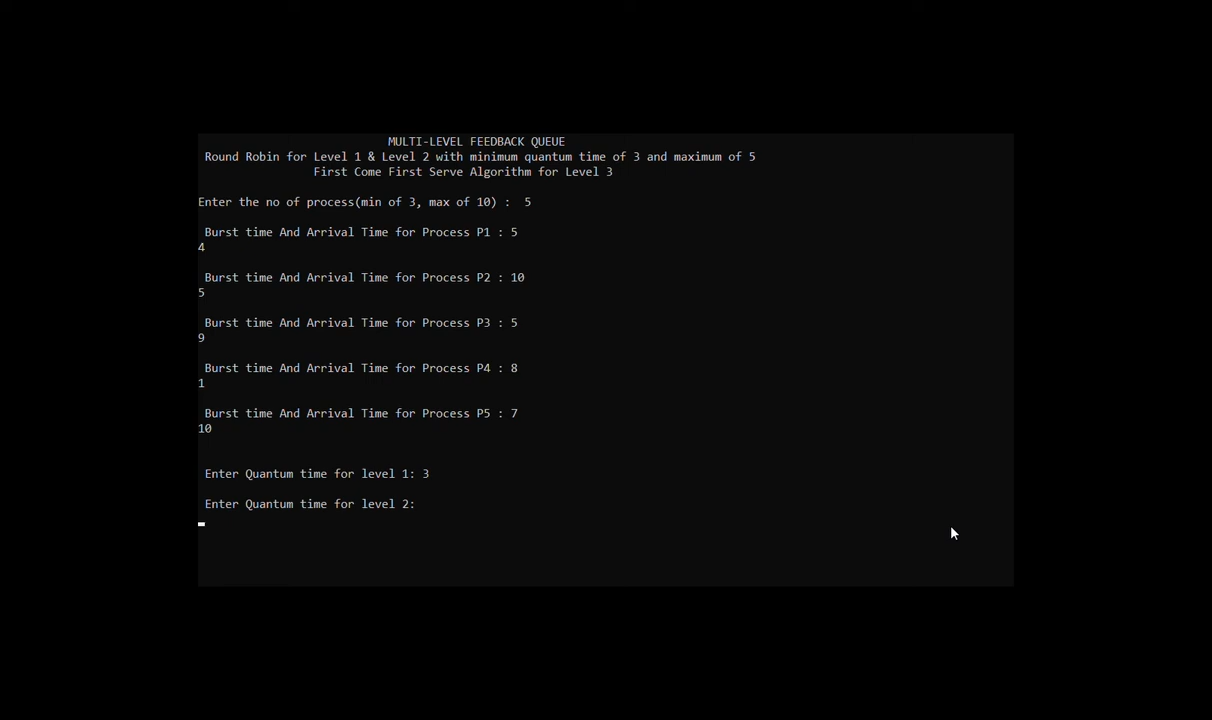 MULTI-LEVEL FEEDBACK QUEUE
Round Robin for Level 1 & Level 2 with minimum quantum time of 3 and maximum of 5
First Come First Serve Algorithm for Level 3
Enter the no of process(min of 3, max of 10) :  5
Burst time And Arrival Time for Process P1 : 5
4
Burst time And Arrival Time for Process P2 : 10
5
Burst time And Arrival Time for Process P3 : 5
9
Burst time And Arrival Time for Process P4 : 8
1
Burst time And Arrival Time for Process P5 : 7
10
Enter Quantum time for level 1: 3
Enter Quantum time for level 2: